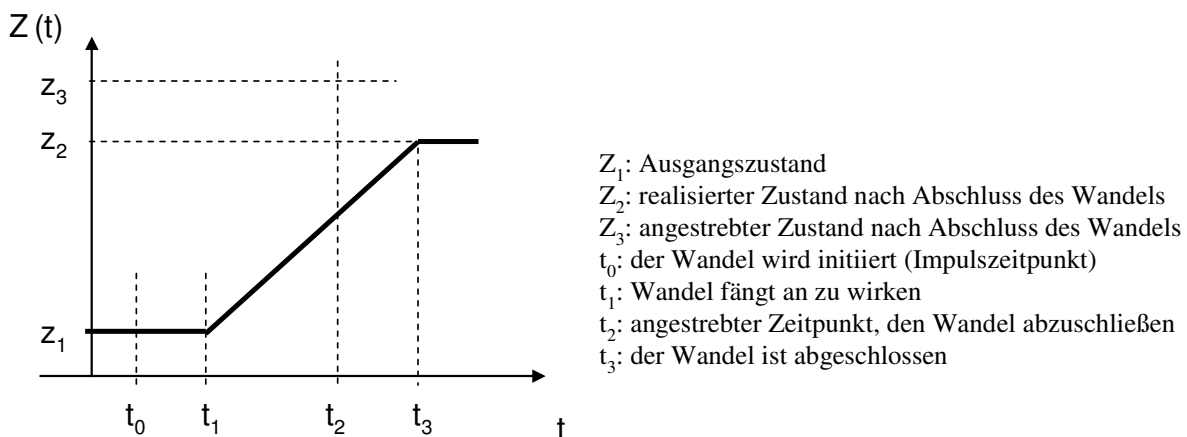 Z (t)
z₃
z₂
z₁
t₀ t₁ t₂ t₃ t
Z₁: Ausgangszustand
Z₂: realisierter Zustand nach Abschluss des Wandels
Z₃: angestrebter Zustand nach Abschluss des Wandels
t₀: der Wandel wird initiiert (Impulszeitpunkt)
t₁: Wandel fängt an zu wirken
t₂: angestrebter Zeitpunkt, den Wandel abzuschließen
t₃: der Wandel ist abgeschlossen